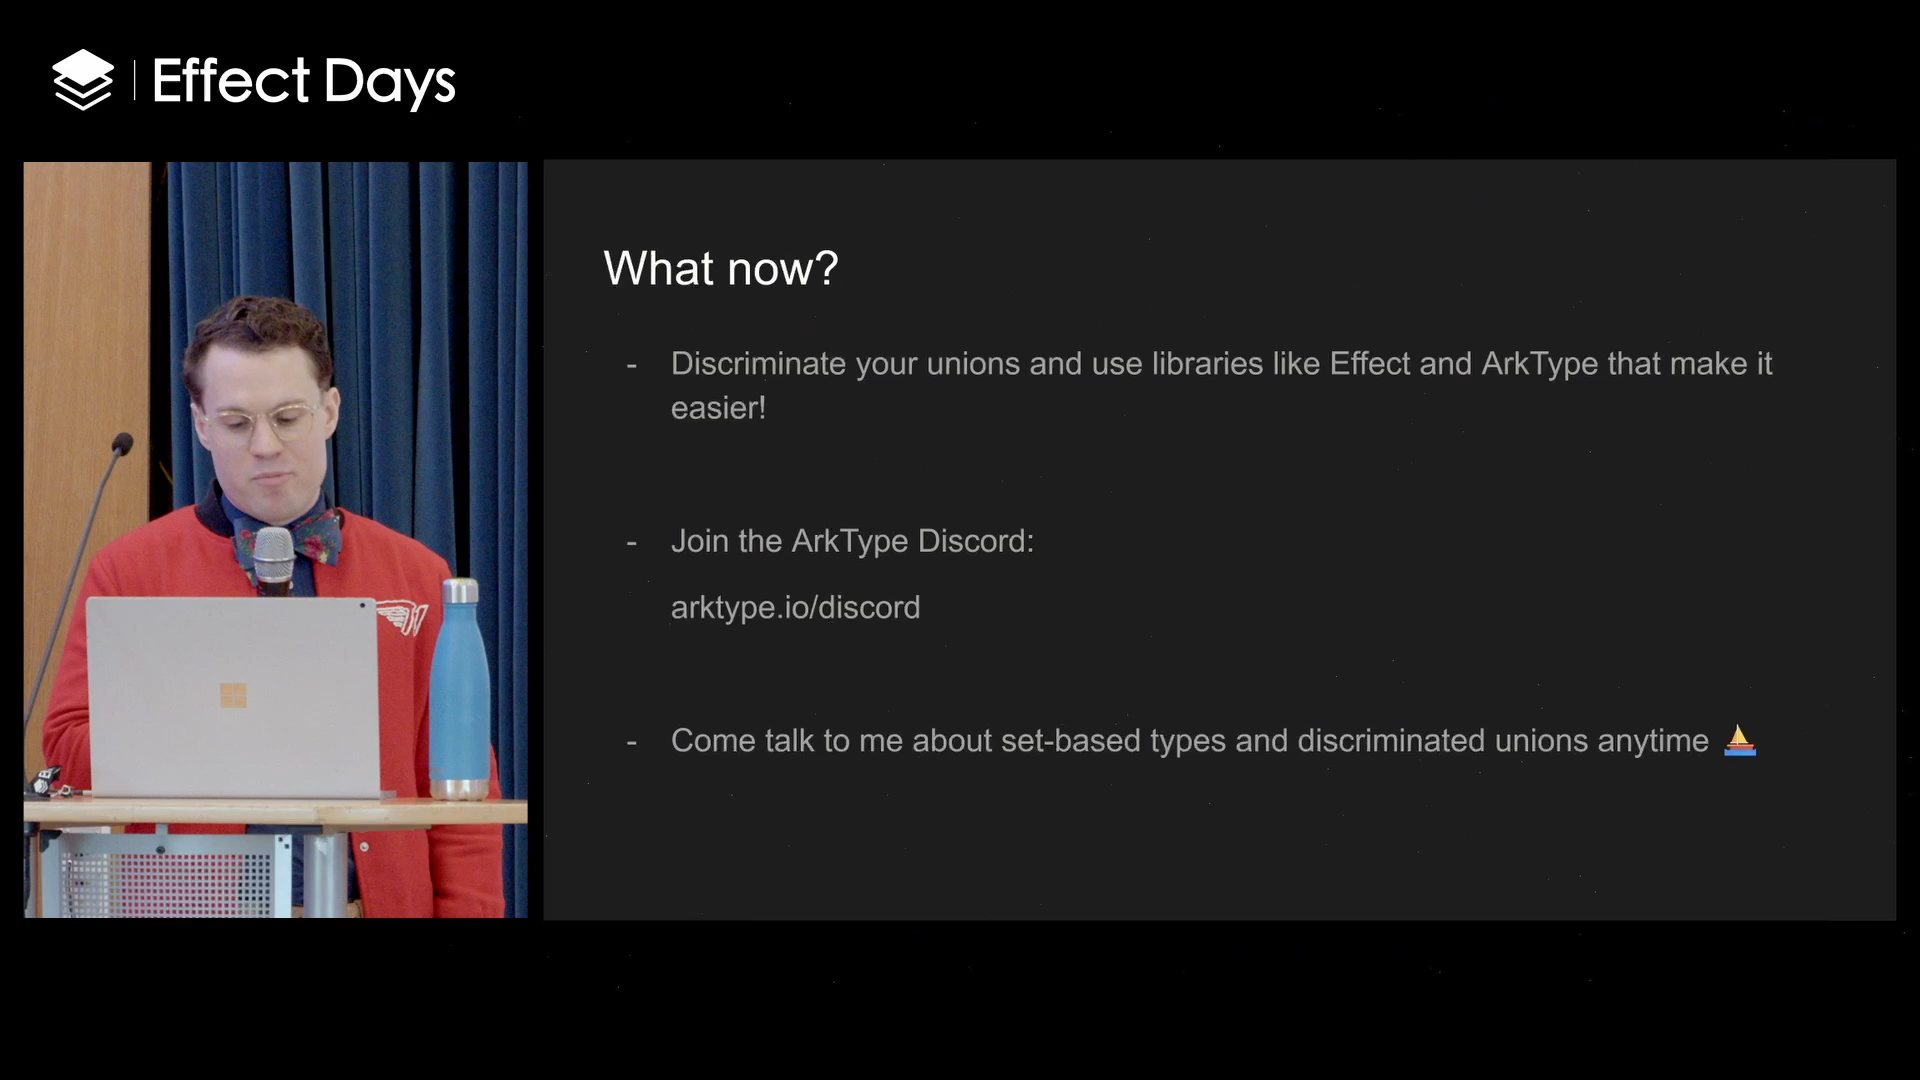 Effect Days
What now?
- Discriminate your unions and use libraries like Effect and ArkType that make it
easier!
- Join the ArkType Discord:
arktype.io/discord
- Come talk to me about set-based types and discriminated unions anytime ⛵